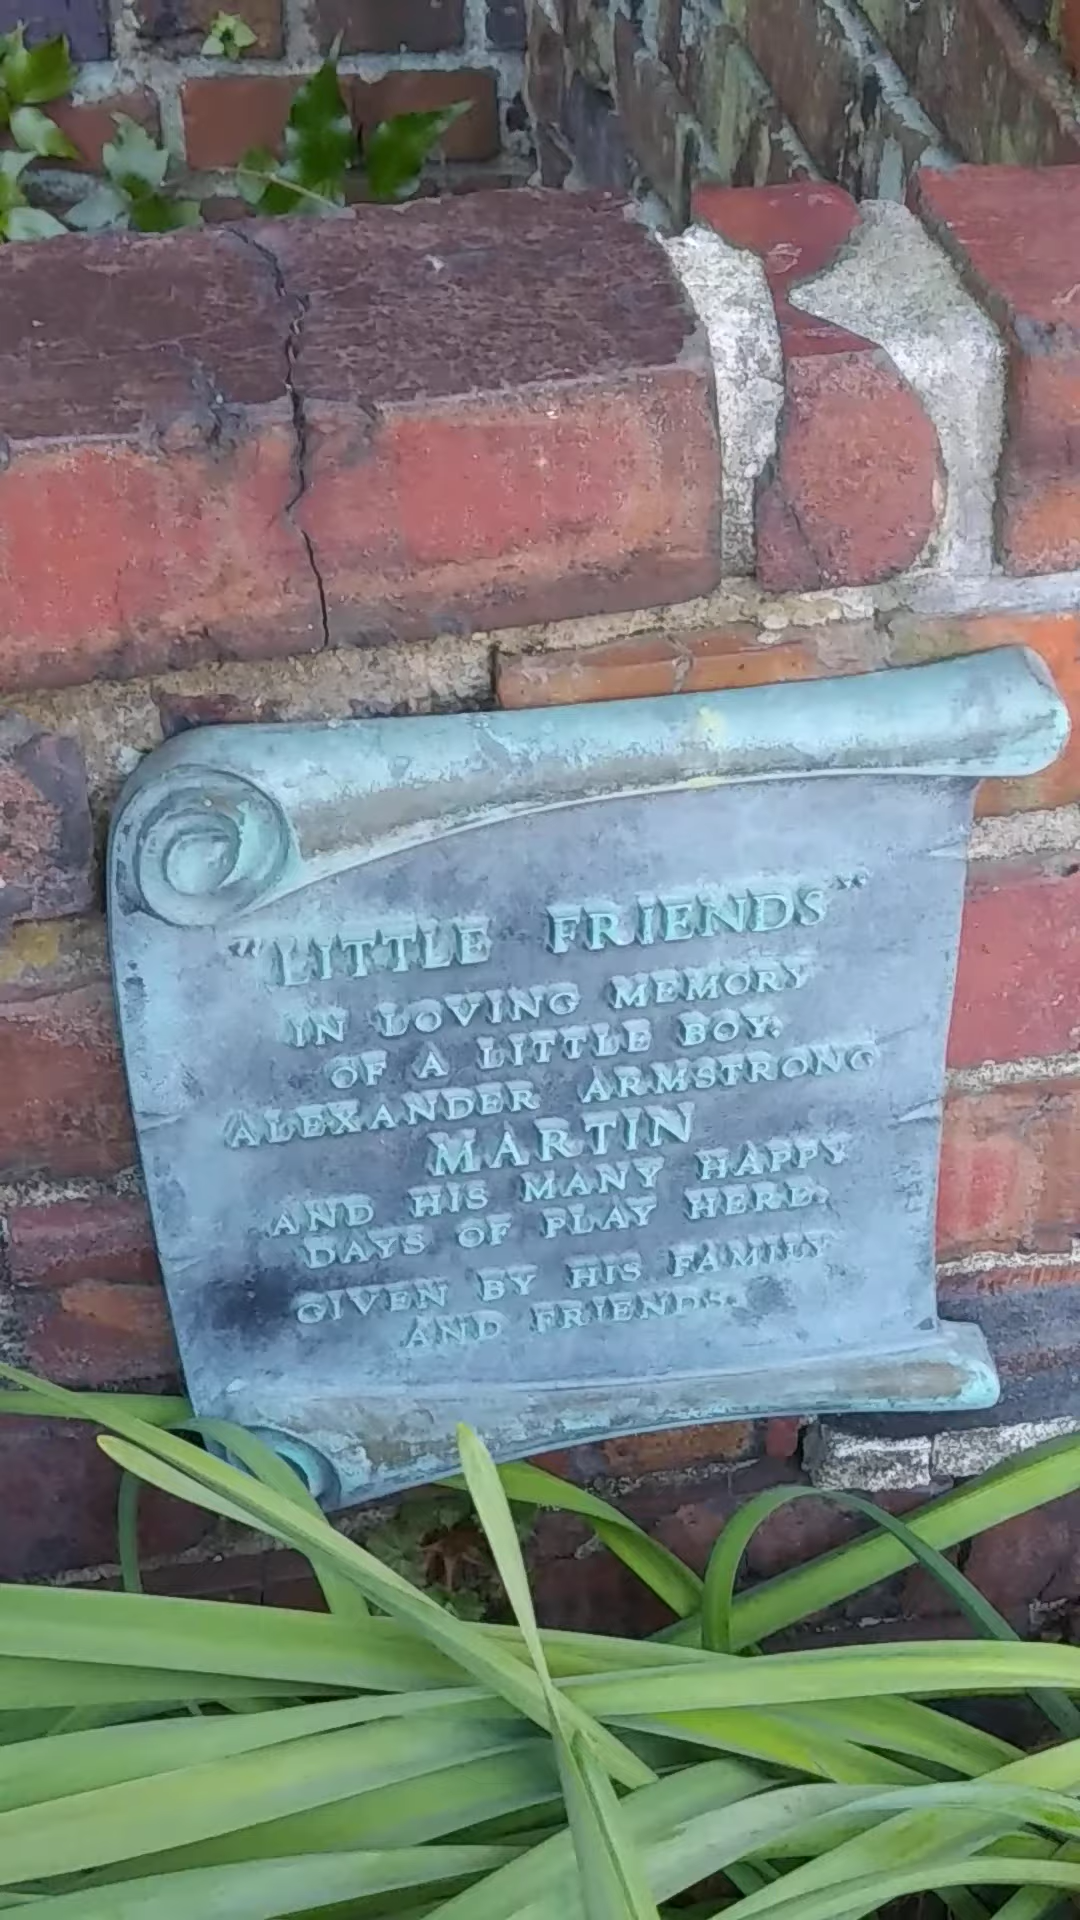 "LITTLE FRIENDS"
IN LOVING MEMORY
OF A LITTLE BOY,
ALEXANDER ARMSTRONG
MARTIN
AND HIS MANY HAPPY
DAYS OF PLAY HERE.
GIVEN BY HIS FAMILY
AND FRIENDS.